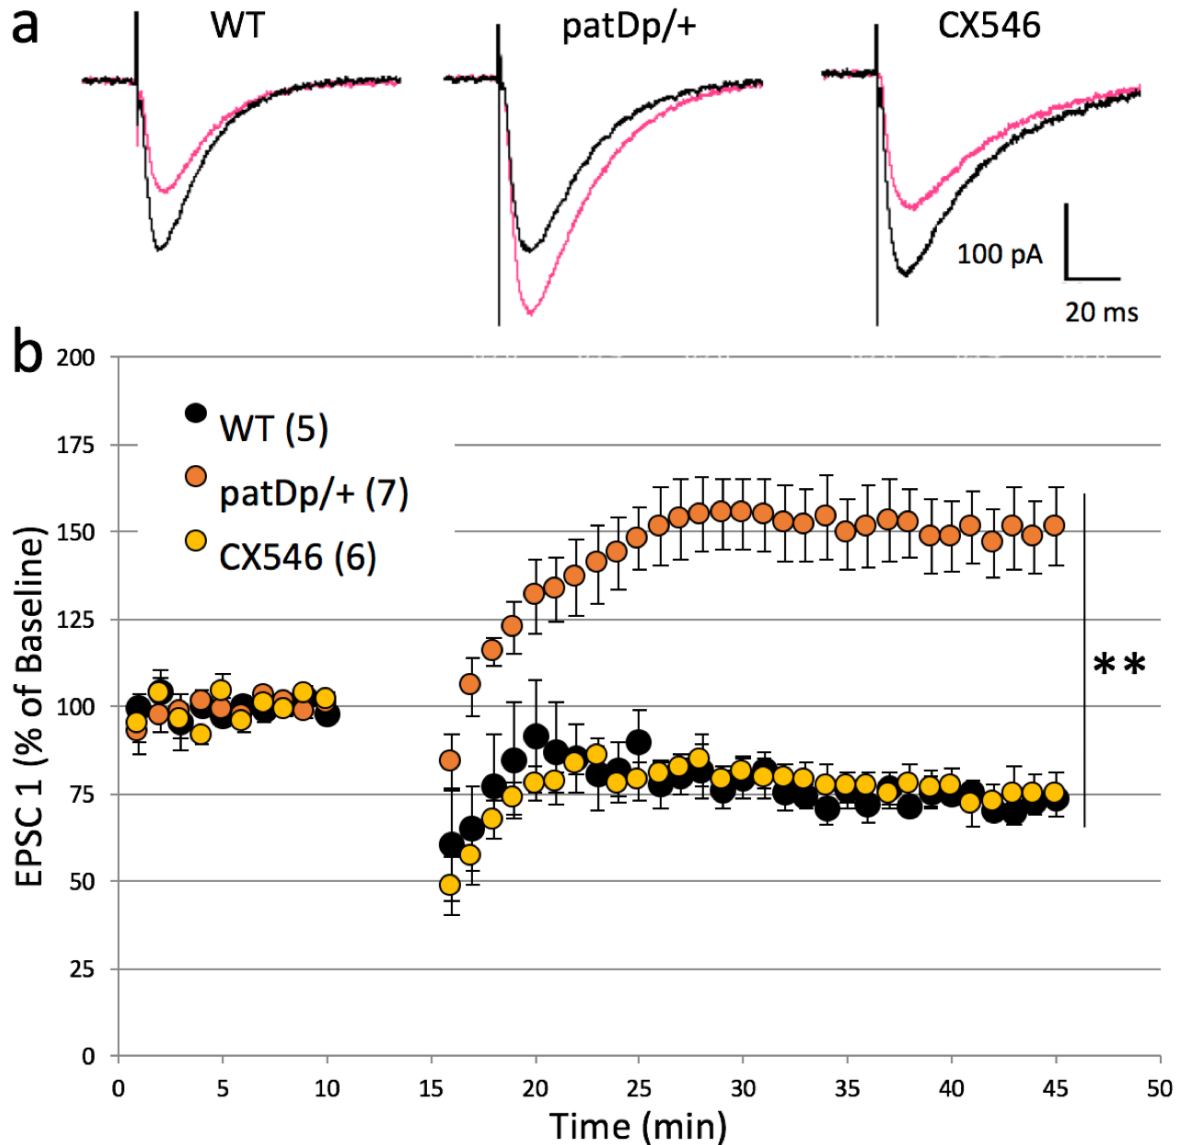 a
WT
patDp/+
CX546
100 pA
20 ms
b
200
175
150
125
100
75
50
25
0
EPSC 1 (% of Baseline)
WT (5)
patDp/+ (7)
CX546 (6)
**
0 5 10 15 20 25 30 35 40 45 50
Time (min)